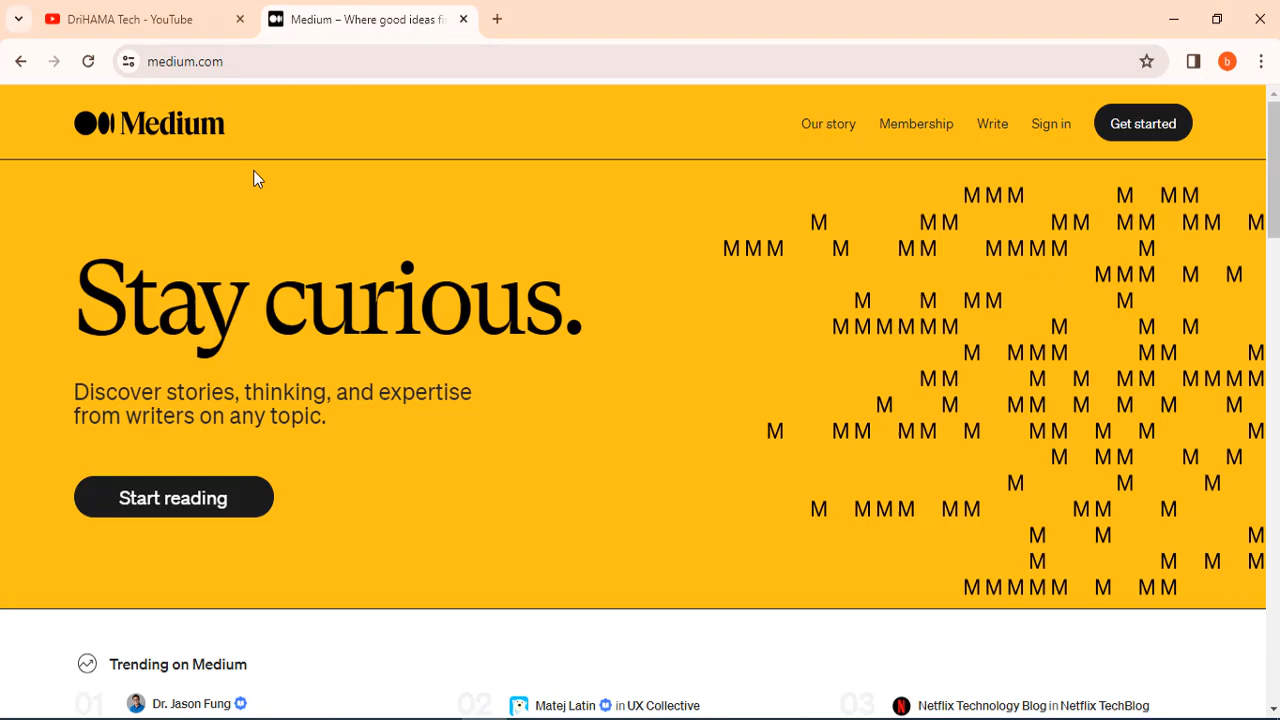 DriHAMA Tech - YouTube
Medium – Where good ideas fi
medium.com
b
Medium
Our story
Membership
Write
Sign in
Get started
Stay curious.
Discover stories, thinking, and expertise
from writers on any topic.
Start reading
M M M M M M
M M M M M M M M M M M
M M M M M M M M M M M
M M M M M
M M M M M
M M M M M M M M M
M M M M M M M
M M M M M M M M M M
M M M M M M M M
M M M M M M M M M M M
M M M M M
M M M
M M M M M M M M M
M M M
M M M M
M M M M M M M M
Trending on Medium
01 Dr. Jason Fung
02 Matej Latin in UX Collective
03 Netflix Technology Blog in Netflix TechBlog